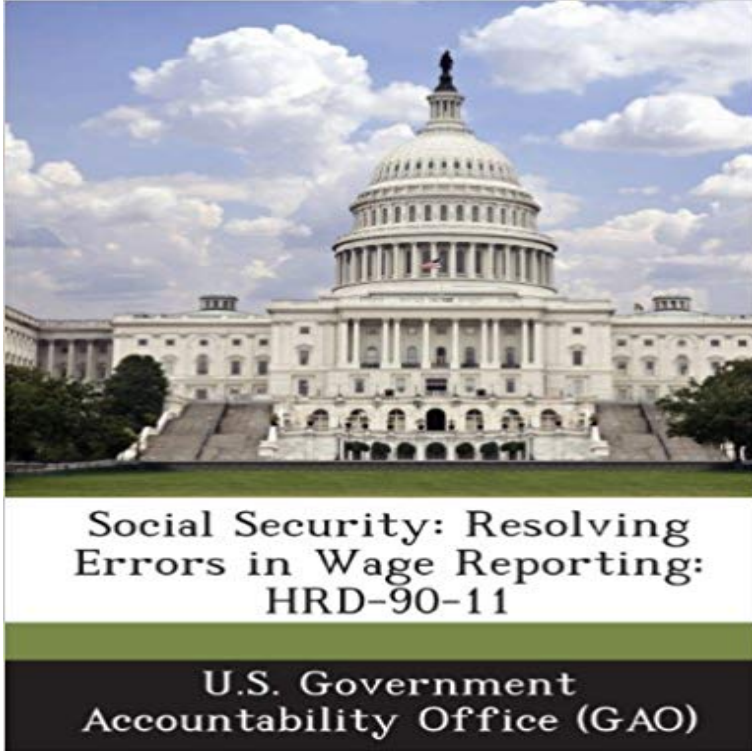 Social Security: Resolving
Errors in Wage Reporting:
HRD-90-11
U.S. Government
Accountability Office (GAO)